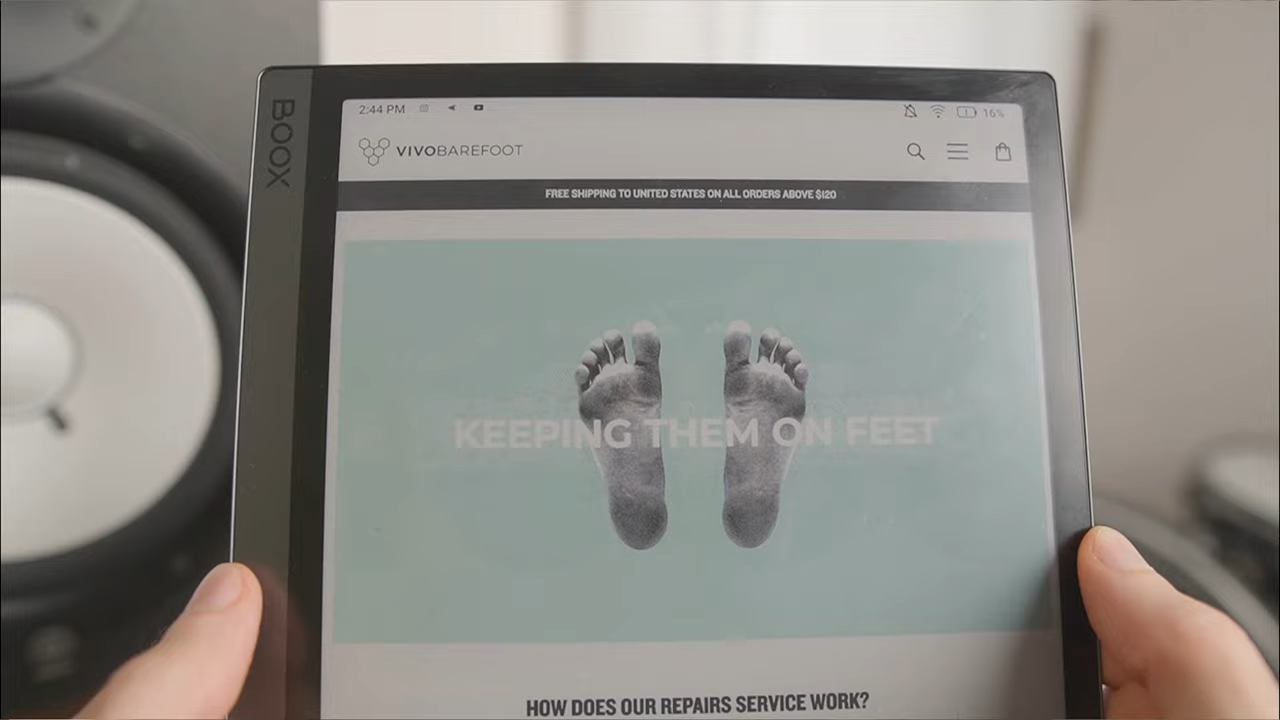 BOOX
2:44 PM 16%
VIVOBAREFOOT
FREE SHIPPING TO UNITED STATES ON ALL ORDERS ABOVE $120
KEEPING THEM ON FEET
HOW DOES OUR REPAIRS SERVICE WORK?